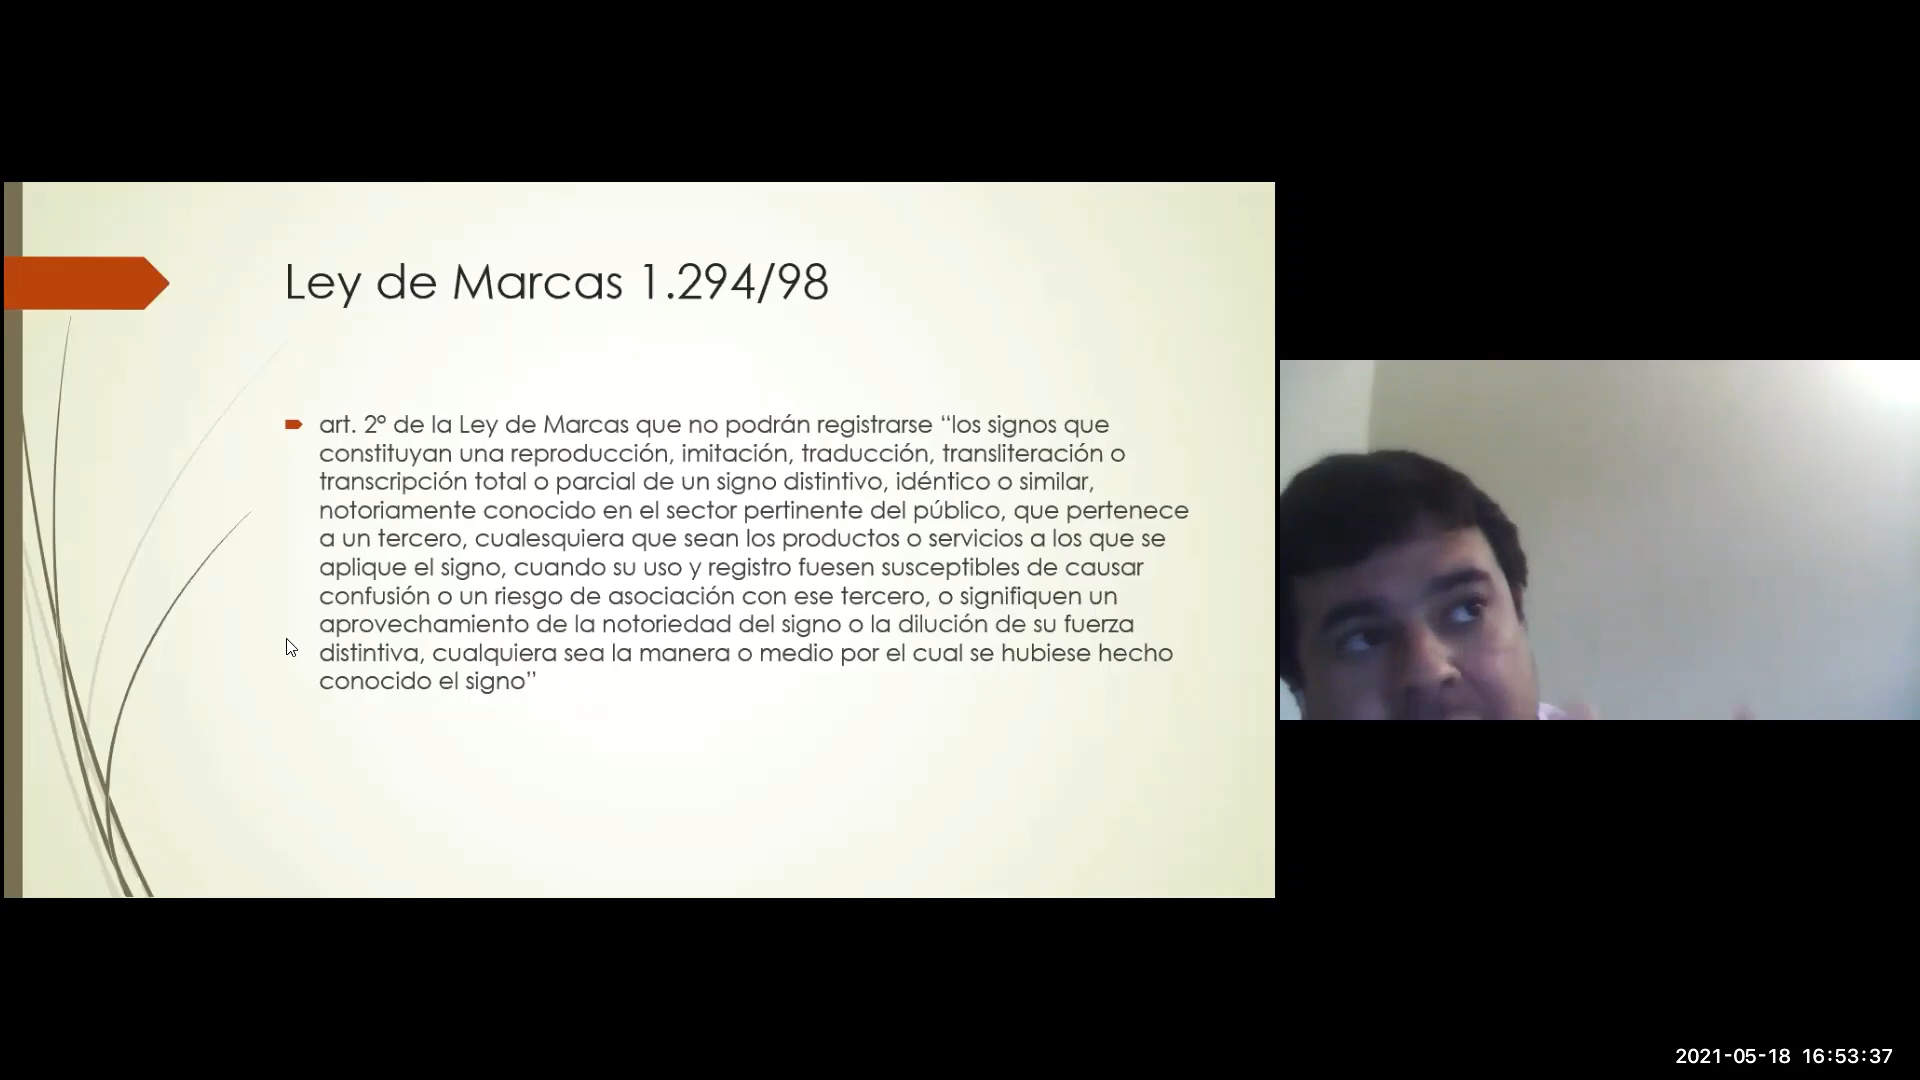 Ley de Marcas 1.294/98
art. 2º de la Ley de Marcas que no podrán registrarse “los signos que
constituyan una reproducción, imitación, traducción, transliteración o
transcripción total o parcial de un signo distintivo, idéntico o similar,
notoriamente conocido en el sector pertinente del público, que pertenece
a un tercero, cualesquiera que sean los productos o servicios a los que se
aplique el signo, cuando su uso y registro fuesen susceptibles de causar
confusión o un riesgo de asociación con ese tercero, o signifiquen un
aprovechamiento de la notoriedad del signo o la dilución de su fuerza
distintiva, cualquiera sea la manera o medio por el cual se hubiese hecho
conocido el signo”
2021-05-18 16:53:37